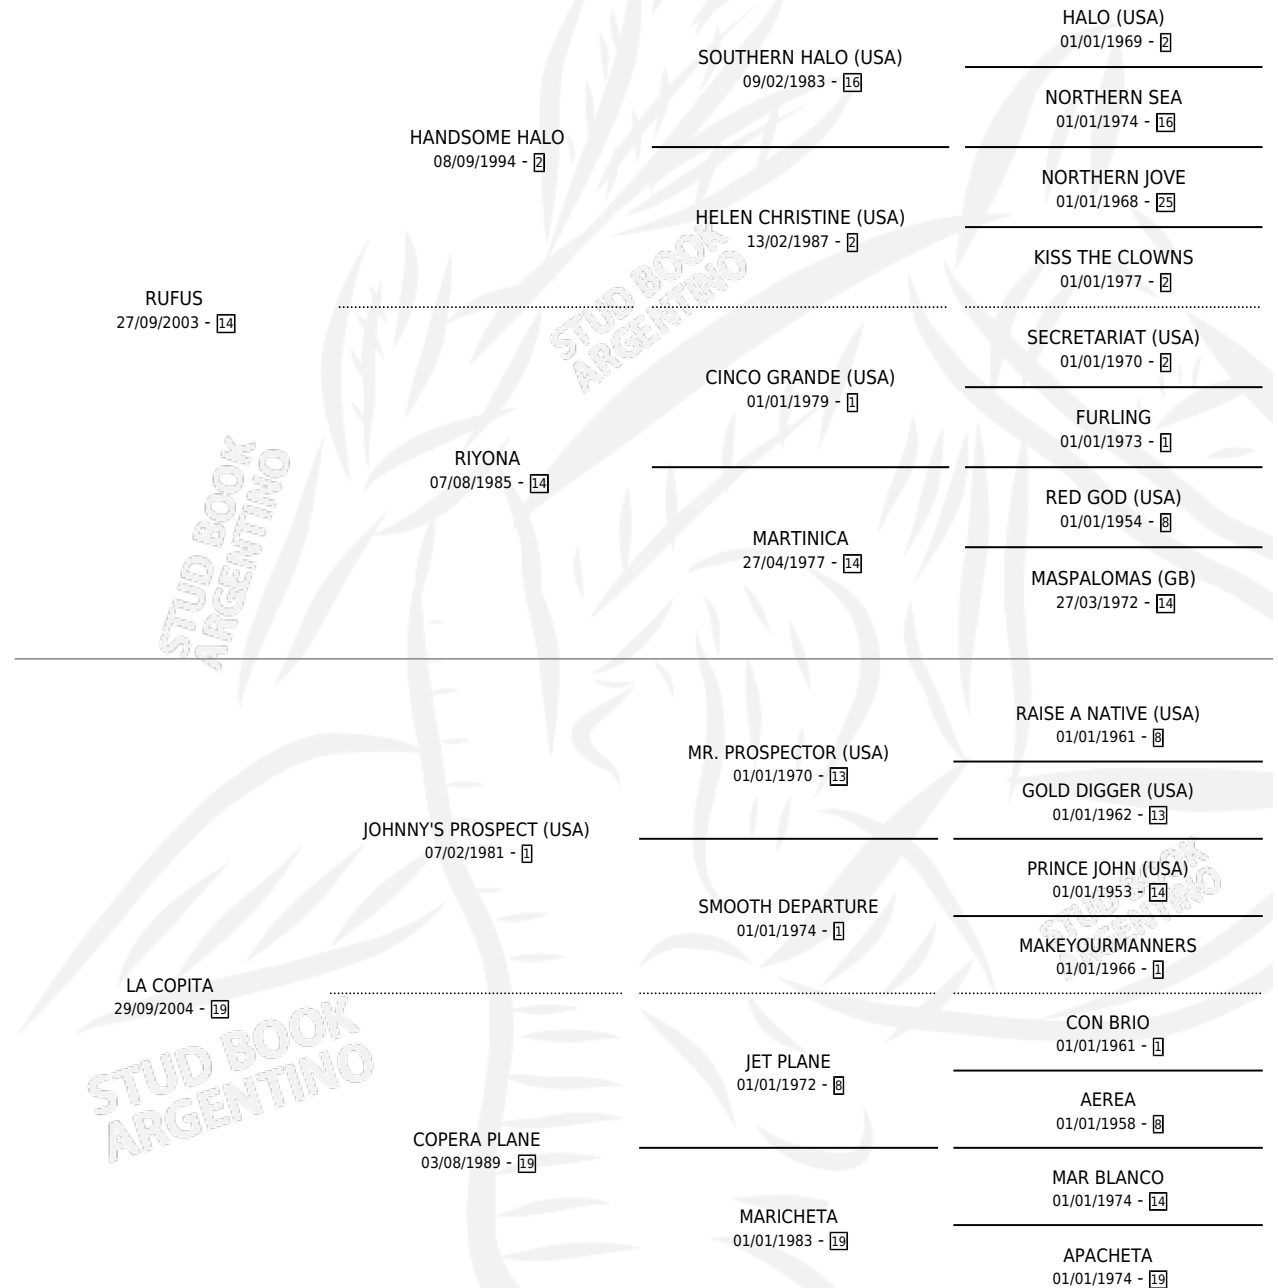 HALO (USA)
01/01/1969 - 2
SOUTHERN HALO (USA)
09/02/1983 - 16
NORTHERN SEA
01/01/1974 - 16
HANDSOME HALO
08/09/1994 - 2
NORTHERN JOVE
01/01/1968 - 25
HELEN CHRISTINE (USA)
13/02/1987 - 2
KISS THE CLOWNS
01/01/1977 - 2
STUD BOOK
ARGENTINO
RUFUS
27/09/2003 - 14
SECRETARIAT (USA)
01/01/1970 - 2
CINCO GRANDE (USA)
01/01/1979 - 1
FURLING
01/01/1973 - 1
RIYONA
07/08/1985 - 14
RED GOD (USA)
01/01/1954 - 8
MARTINICA
27/04/1977 - 14
MASPALOMAS (GB)
27/03/1972 - 14
STUD BOOK
ARGENTINO
RAISE A NATIVE (USA)
01/01/1961 - 8
MR. PROSPECTOR (USA)
01/01/1970 - 13
GOLD DIGGER (USA)
01/01/1962 - 13
JOHNNY'S PROSPECT (USA)
07/02/1981 - 1
PRINCE JOHN (USA)
01/01/1953 - 14
SMOOTH DEPARTURE
01/01/1974 - 1
MAKEYOURMANNERS
01/01/1966 - 1
STUD BOOK
ARGENTINO
LA COPITA
29/09/2004 - 19
CON BRIO
01/01/1961 - 1
JET PLANE
01/01/1972 - 8
AEREA
01/01/1958 - 8
STUD BOOK
ARGENTINO
COPERA PLANE
03/08/1989 - 19
MAR BLANCO
01/01/1974 - 14
MARICHETA
01/01/1983 - 19
APACHETA
01/01/1974 - 19